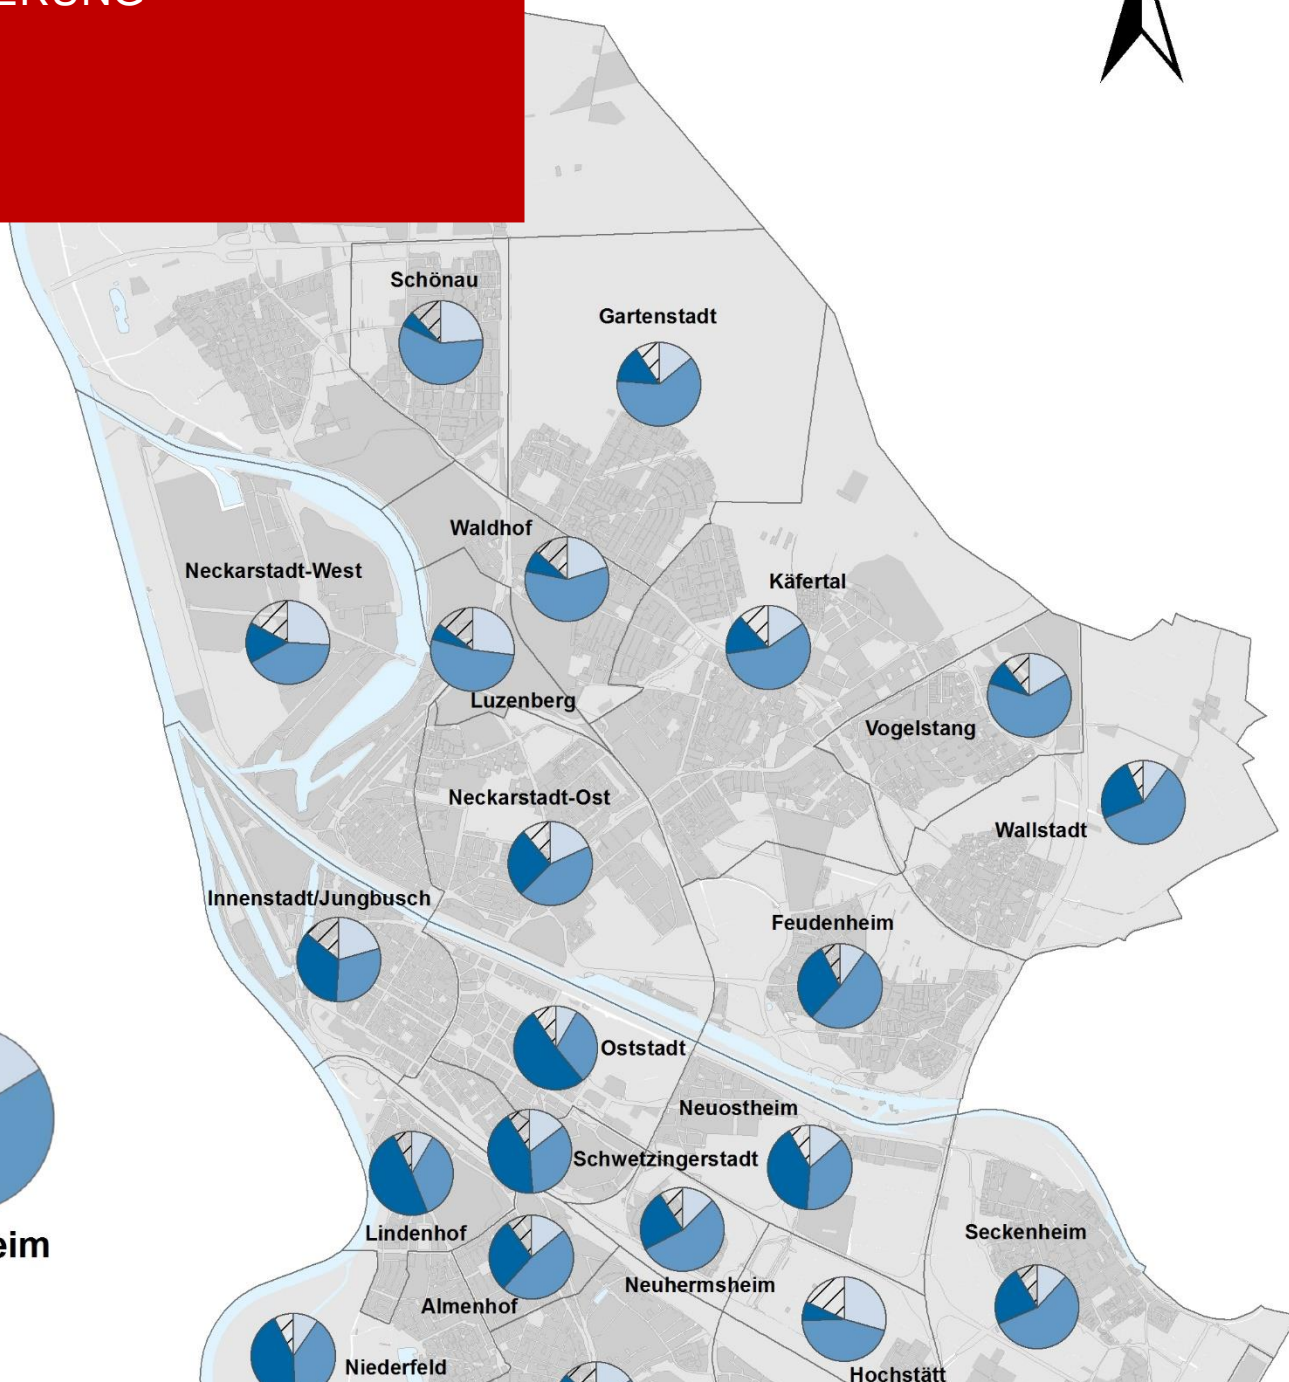 Schönau
Gartenstadt
Waldhof
Neckarstadt-West
Käfertal
Luzenberg
Vogelstang
Neckarstadt-Ost
Wallstadt
Innenstadt/Jungbusch
Feudenheim
Oststadt
Neuostheim
Schwetzingerstadt
Lindenhof
Seckenheim
eim
Neuhermsheim
Almenhof
Niederfeld
Hochstätt